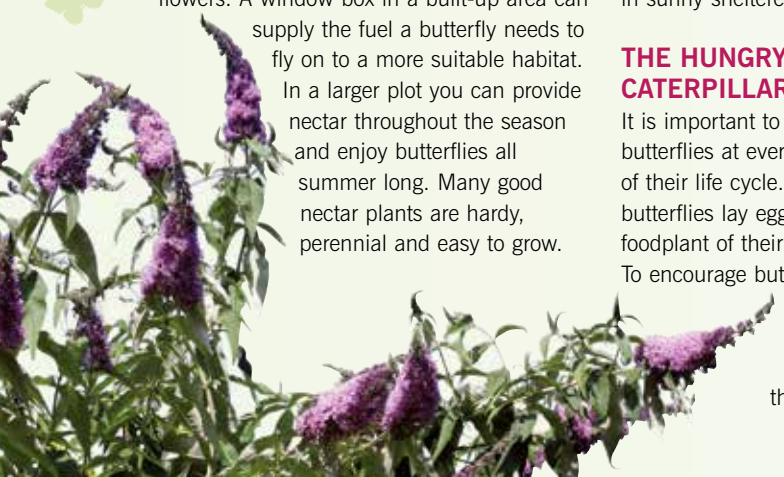 flowers. A window box in a built-up area can
supply the fuel a butterfly needs to
fly on to a more suitable habitat.
In a larger plot you can provide
nectar throughout the season
and enjoy butterflies all
summer long. Many good
nectar plants are hardy,
perennial and easy to grow.
in sunny sheltere
THE HUNGRY
CATERPILLAR
It is important to
butterflies at ever
of their life cycle.
butterflies lay egg
foodplant of their
To encourage but
th